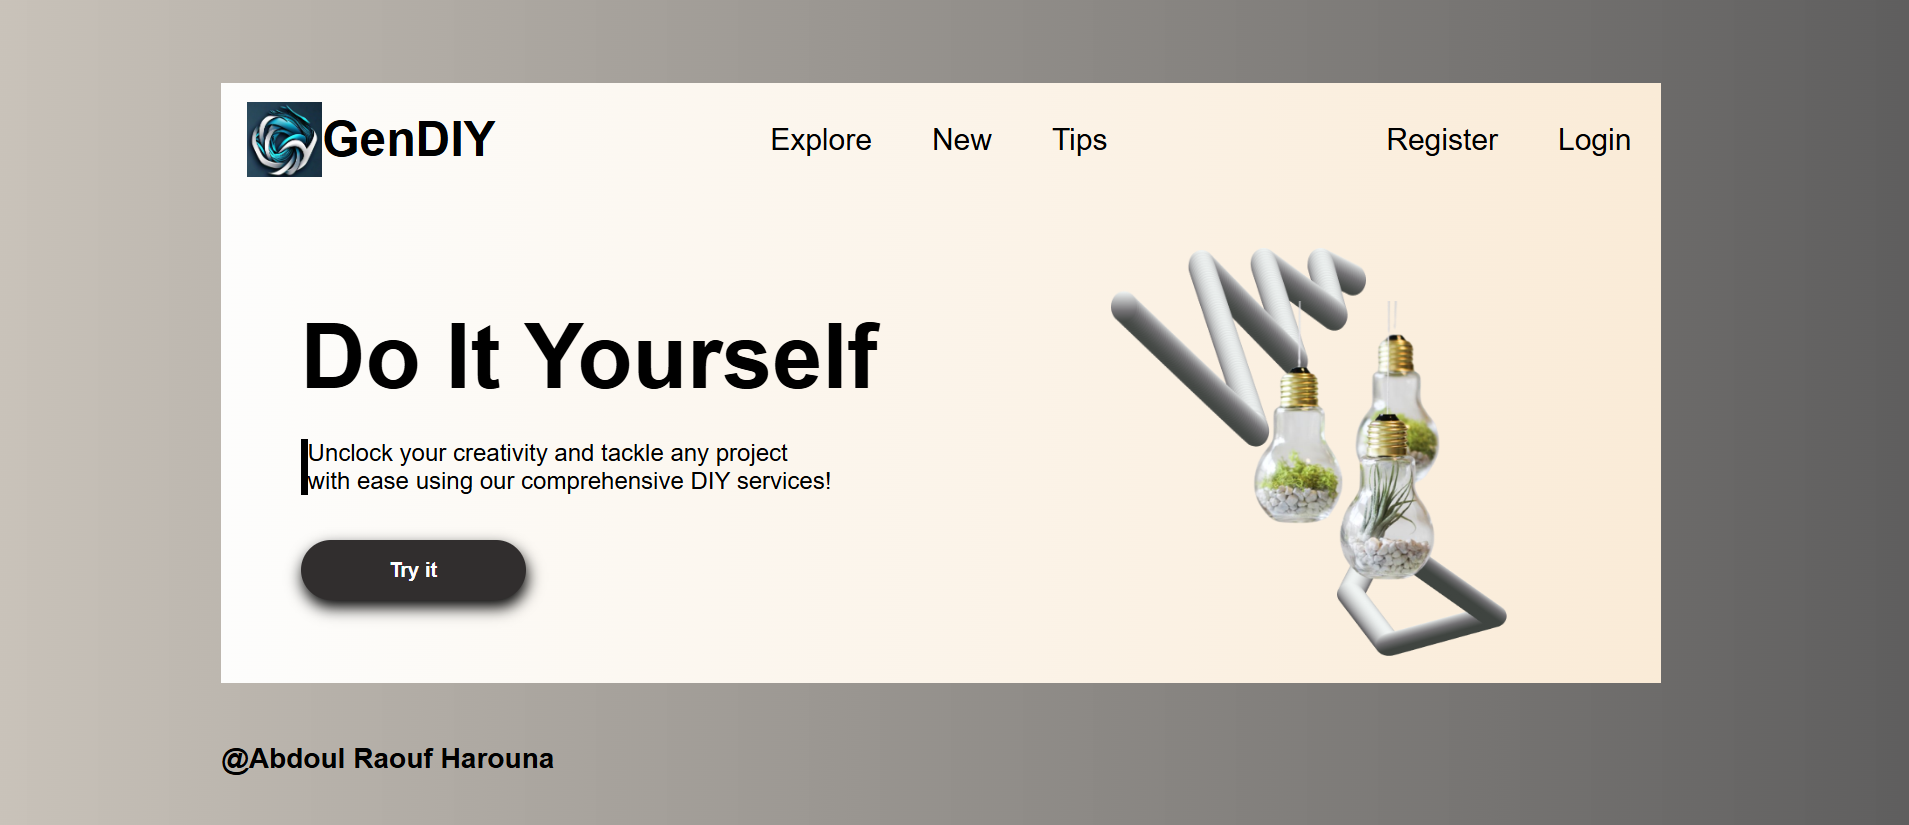 GenDIY
Explore
New
Tips
Register
Login
Do It Yourself
Unclock your creativity and tackle any project
with ease using our comprehensive DIY services!
Try it
@Abdoul Raouf Harouna